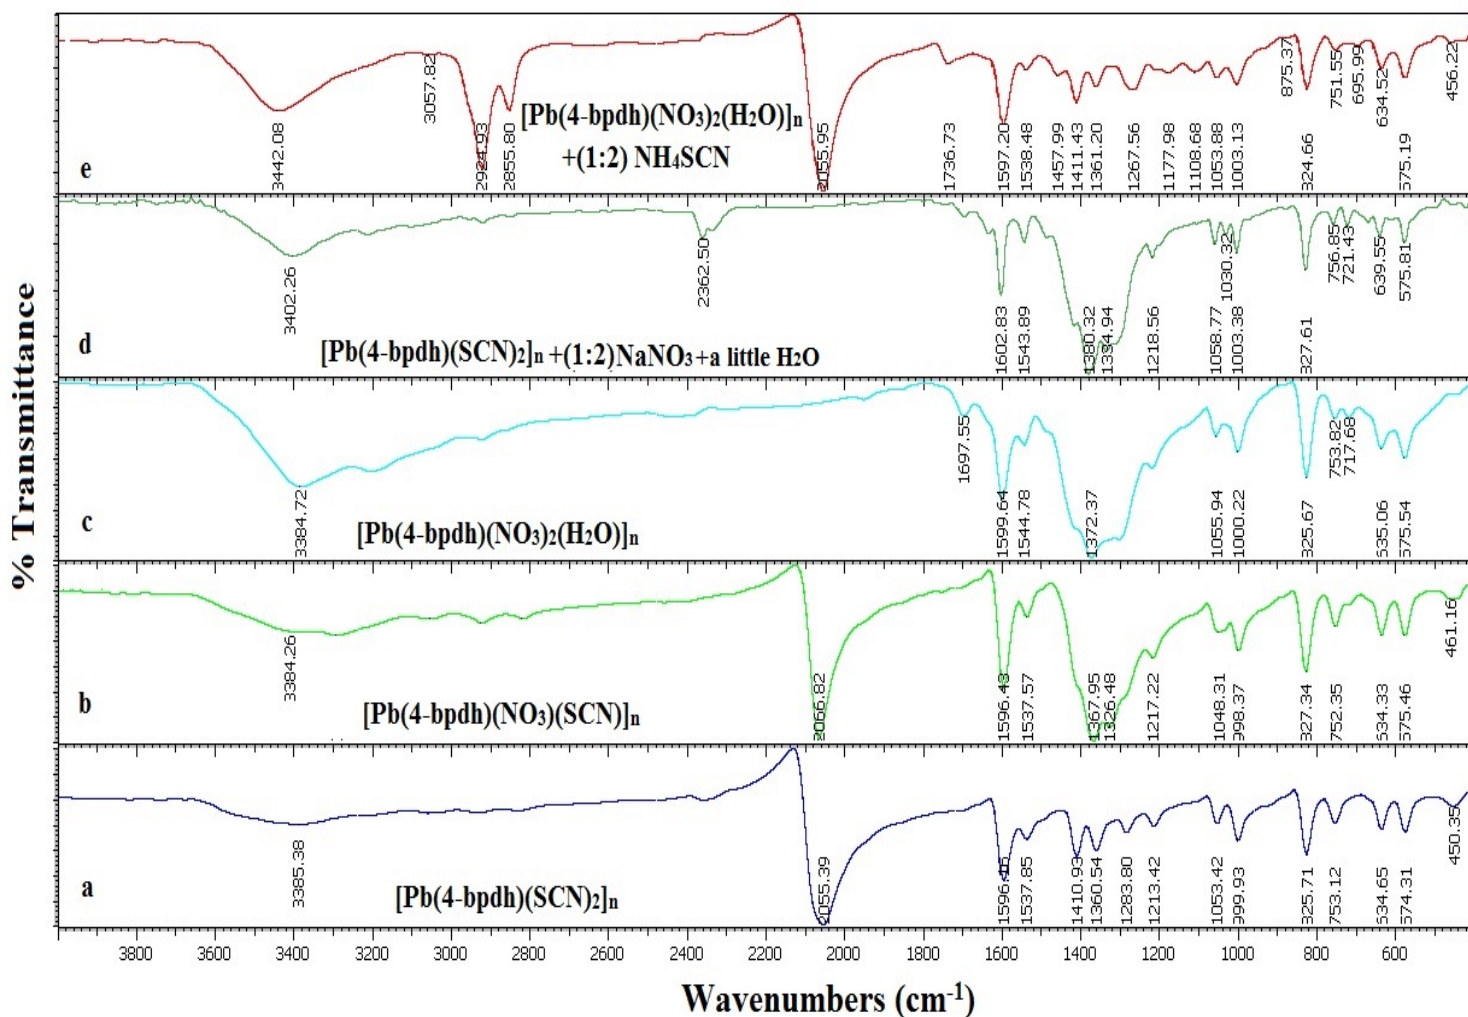 % Transmittance
3442.08 3057.82 2924.93 2855.80 2055.95 1736.73 1597.20 1538.48 1457.99 1411.43 1361.20 1267.56 1177.98 1108.68 1053.88 1003.13 875.37 324.66 751.55 695.99 634.52 575.19 456.22
[Pb(4-bpdh)(NO3)2(H2O)]n
+(1:2) NH4SCN
e
3402.26 2362.50 1602.83 1543.89 1380.32 1334.94 1218.56 1058.77 1030.32 1003.38 327.61 756.85 721.43 639.55 575.81
d
[Pb(4-bpdh)(SCN)2]n +(1:2)NaNO3+a little H2O
3384.72 1697.55 1599.64 1544.78 1372.37 1055.94 1000.22 325.67 753.82 717.68 535.06 575.54
c
[Pb(4-bpdh)(NO3)2(H2O)]n
3384.26 2066.82 1596.43 1537.57 1367.95 1326.48 1217.22 1048.31 998.37 327.34 752.35 534.33 575.46 461.16
b
[Pb(4-bpdh)(NO3)(SCN)]n
3385.38 2055.39 1537.85 1410.93 1360.54 1283.80 1213.42 1053.42 999.93 325.71 753.12 534.65 574.31 450.35
a
[Pb(4-bpdh)(SCN)2]n
3800 3600 3400 3200 3000 2800 2600 2400 2200 2000 1800 1600 1400 1200 1000 800 600
Wavenumbers (cm-1)